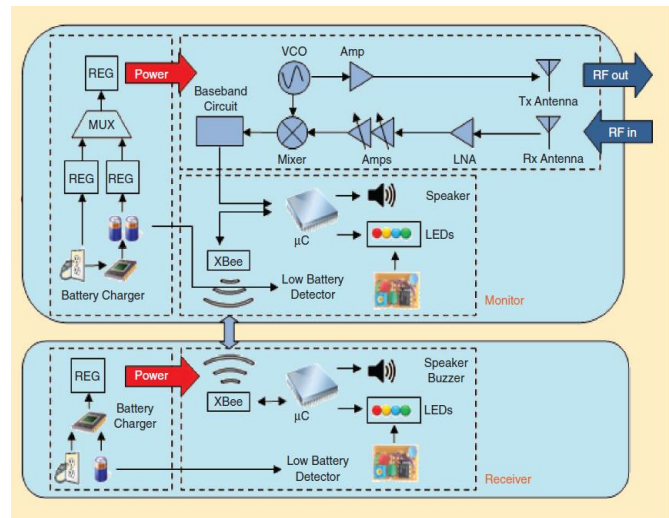 VCO
Amp
REG
Power
RF out
Baseband
Circuit
Tx Antenna
MUX
RF in
Mixer
Amps
LNA
Rx Antenna
REG
REG
Speaker
µC
LEDs
XBee
Battery Charger
Low Battery
Detector
Monitor
REG
Power
Speaker
Buzzer
Battery
Charger
XBee
µC
LEDs
Low Battery
Detector
Receiver